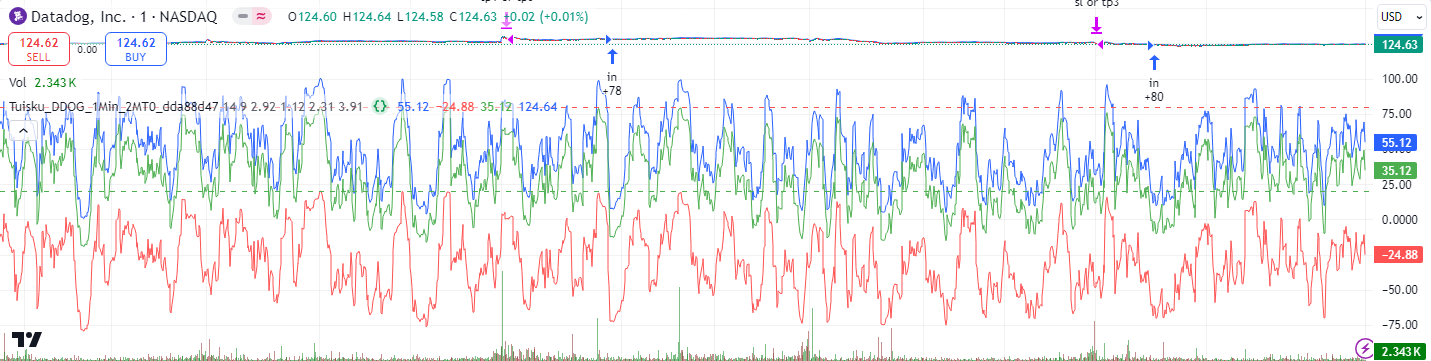 Datadog, Inc. · 1 · NASDAQ O124.60 H124.64 L124.58 C124.63 +0.02 (+0.01%)
sl or tp3
USD
124.62 SELL
0.00
124.62 BUY
124.63
Vol 2.343 K
in
+78
in
+80
Tuisku_DDOG_1Min_2MT0_dda88d47 14 9 2.92 1.12 2.31 3.91 {} 55.12 −24.88 35.12 124.64
100.00
75.00
55.12
35.12
25.00
0.0000
−24.88
−50.00
−75.00
2.343 K